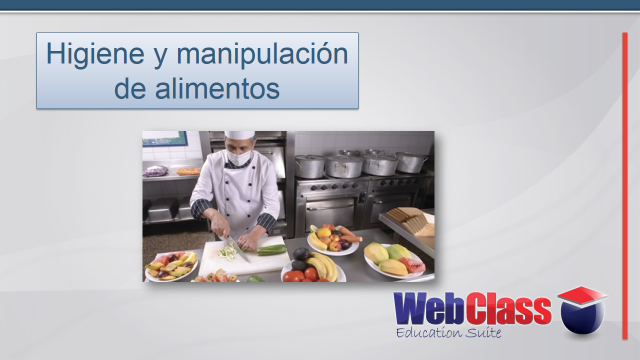 Higiene y manipulación
de alimentos
WebClass
Education Suite